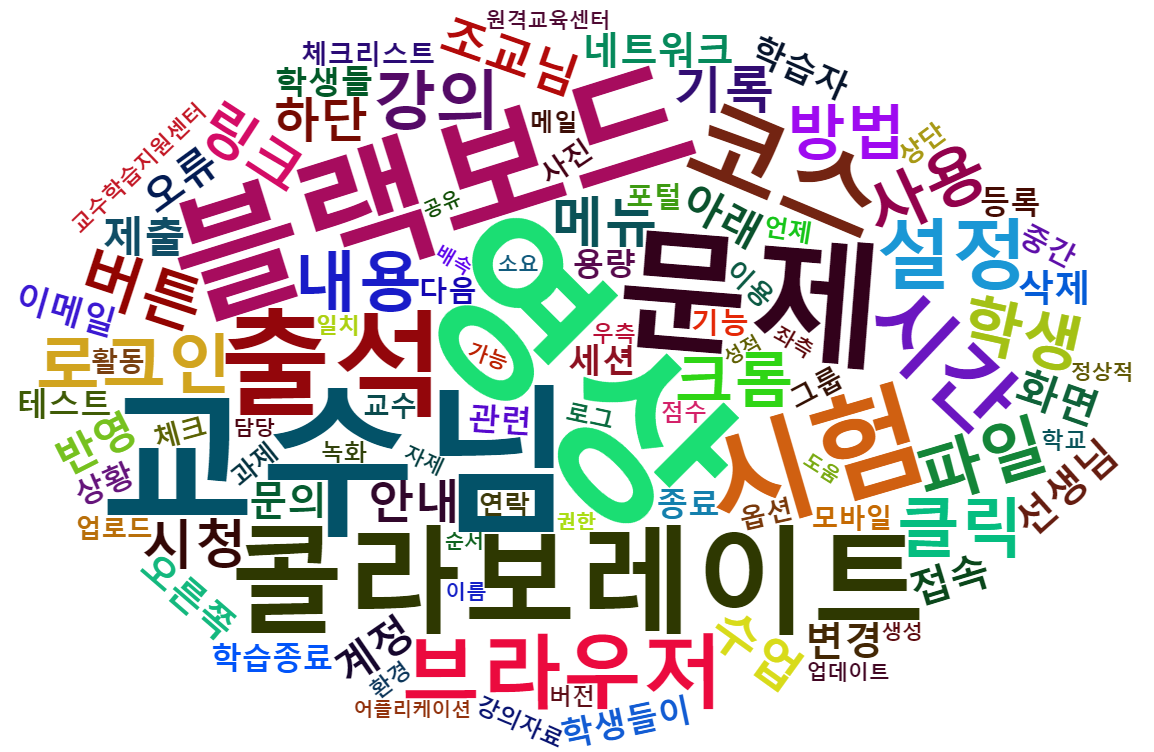 원격교육센터
조교님
네트워크
체크리스트
학습자
학생들
강의
기록
하단
메일
방법
링크
코스
블랙보드
사진
상단
교수학습지원센터
오류
사용
공유
포털
아래
등록
제출
메뉴
언제
설정
중간
버튼
내용
배속
소요
용량
문제
이용
삭제
다음
영상
이메일
일치
우측
기능
좌측
시간
학생
출석
로그인
활동
가능
세션
성적
크롬
그룹
화면
정상적
테스트
교수
관련
로그
점수
교수님
반영
체크
담당
시험
파일
학교
선생님
과제
녹화
자제
도움
상황
문의
안내
연락
종료
옵션
모바일
클릭
업로드
시청
순서
권한
콜라보레이트
접속
오른쪽
이름
계정
수업
변경
생성
학습종료
브라우저
업데이트
환경
버전
어플리케이션
강의자료
학생들이